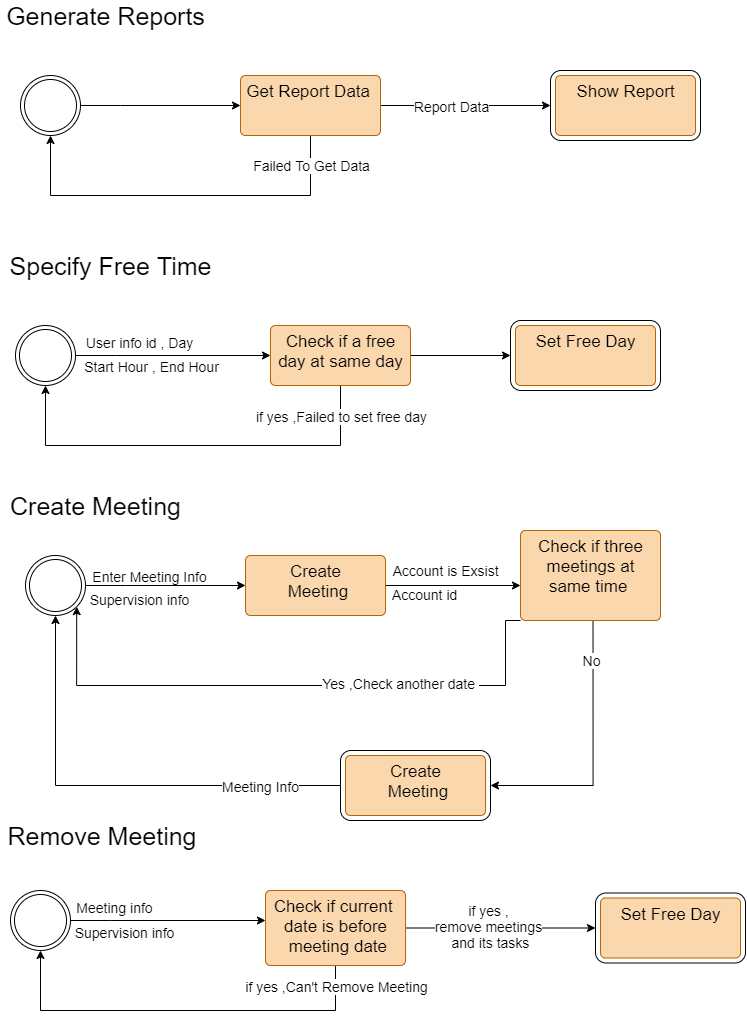 Generate Reports
Get Report Data
Report Data
Show Report
Failed To Get Data
Specify Free Time
User info id , Day
Start Hour , End Hour
Check if a free
day at same day
Set Free Day
if yes ,Failed to set free day
Create Meeting
Enter Meeting Info
Supervision info
Create
Meeting
Account is Exsist
Account id
Check if three
meetings at
same time
No
Yes ,Check another date
Create
Meeting
Meeting Info
Remove Meeting
Meeting info
Supervision info
Check if current
date is before
meeting date
if yes ,
remove meetings
and its tasks
Set Free Day
if yes ,Can't Remove Meeting